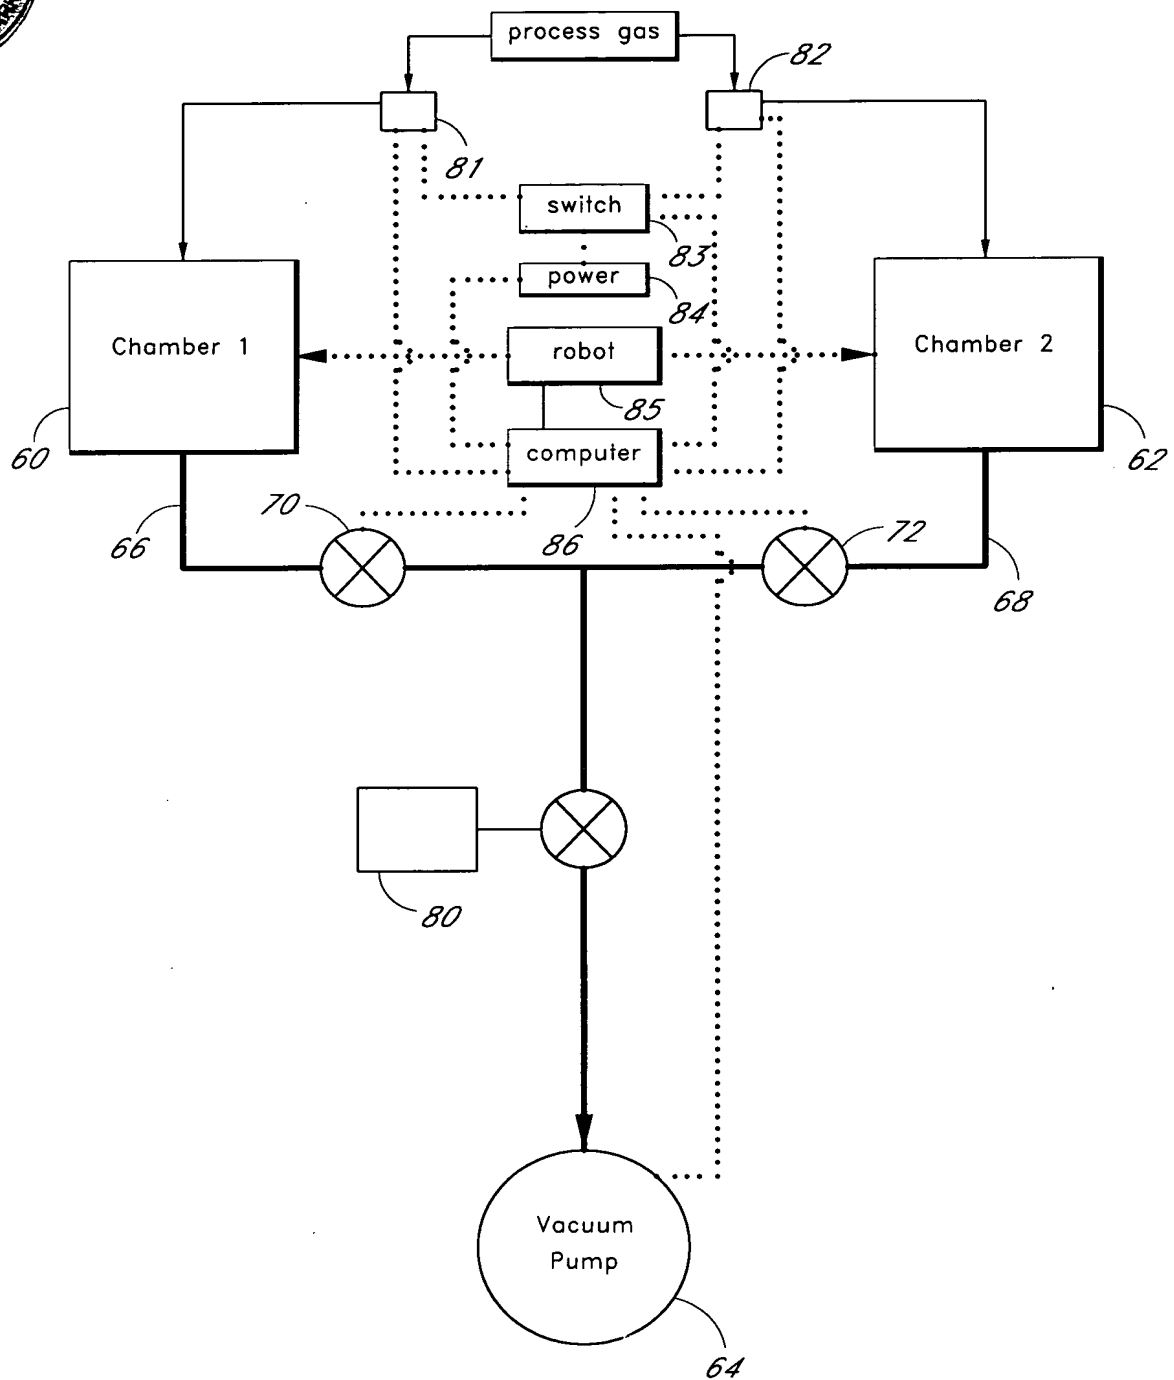 process gas
82
81
switch
83
power
84
Chamber 1
robot
Chamber 2
85
60
computer
62
70
66
86
72
68
80
Vacuum
Pump
64